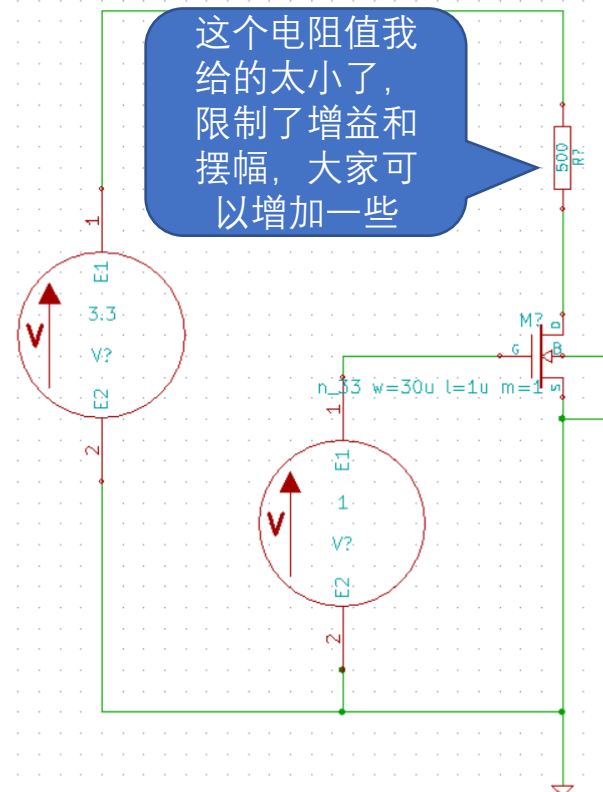 这个电阻值我
给的太小了，
限制了增益和
摆幅，大家可
以增加一些
500
R?
1
E1
3.3
V
V?
E2
2
M?
D
G
B
S
n_33 w=30u l=1u m=1
1
E1
1
V
V?
E2
2